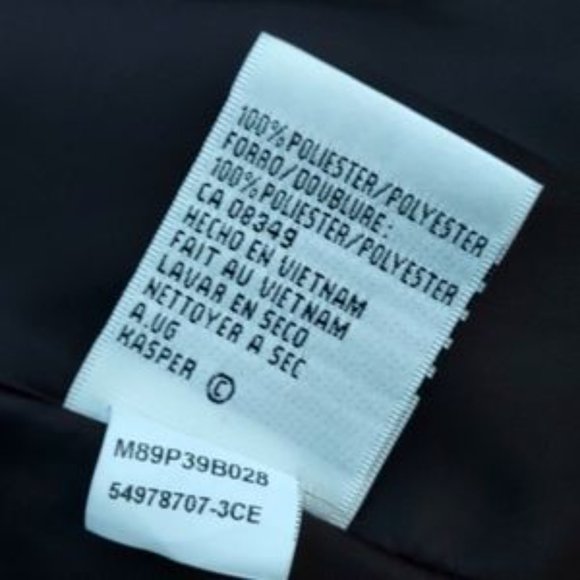 100% POLIESTER/POLYESTER
FORRO/DOUBLURE:
100% POLIESTER/POLYESTER
CA 08349
HECHO EN VIETNAM
FAIT AU VIETNAM
LAVAR EN SECO
NETTOYER A SEC
A.UG
KASPER ©
M89P39B028
54978707-3CE